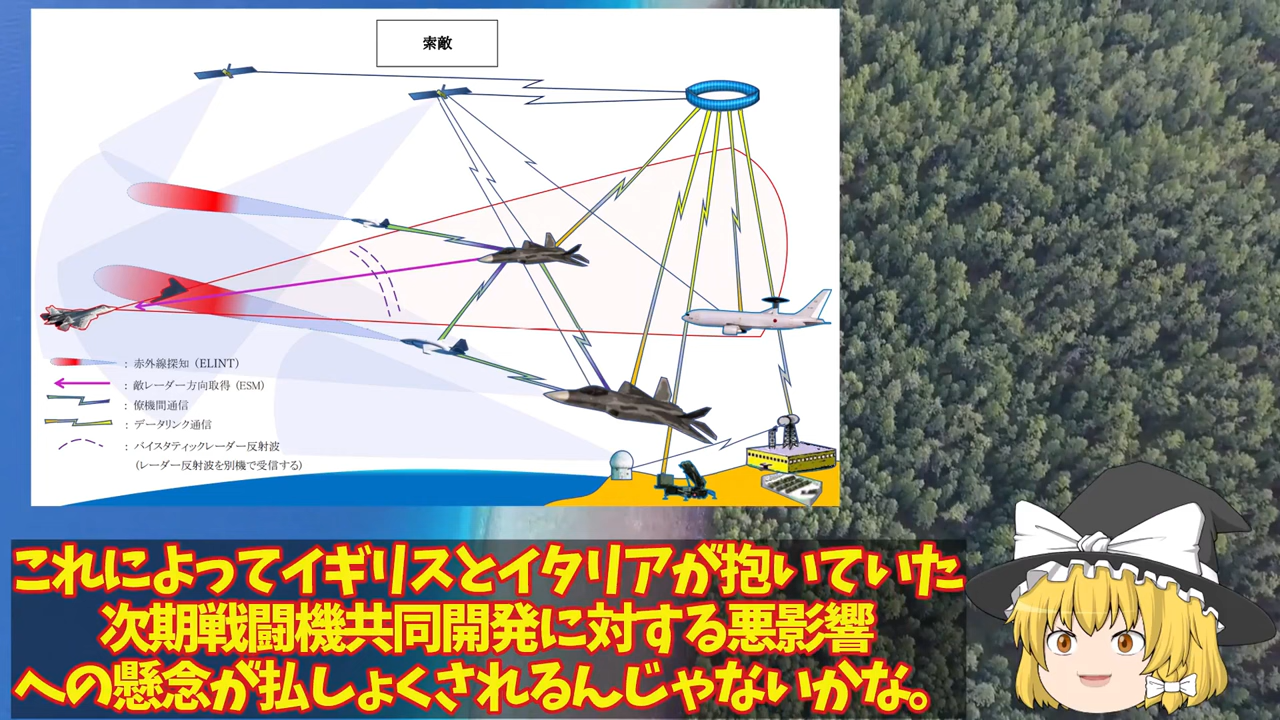 索敵
: 赤外線探知（ELINT）
: 敵レーダー方向取得（ESM）
: 僚機間通信
: データリンク通信
: バイスタティックレーダー反射波
（レーダー反射波を別機で受信する）
これによってイギリスとイタリアが抱いていた
次期戦闘機共同開発に対する悪影響
への懸念が払しょくされるんじゃないかな。